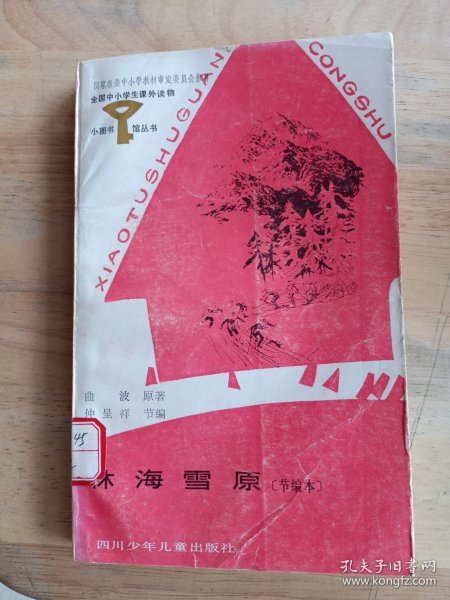 国家教委中小学教材审定委员会推荐
全国中小学生课外读物
小图书馆丛书
XIAOTUSHUGUAN
CONGSHU
曲波 原著
仲呈祥 节编
45
林海雪原〔节编本〕
四川少年儿童出版社
孔夫子旧书网
www.kongfz.com